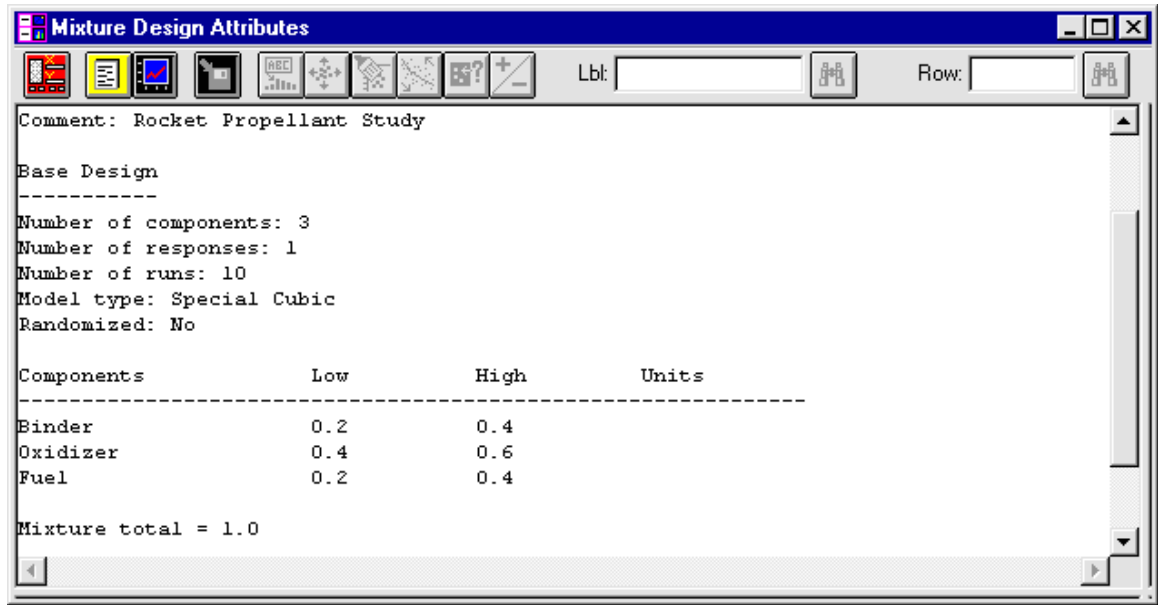 Mixture Design Attributes
ABC ? + - Lbl: Row:
Comment: Rocket Propellant Study
Base Design
-----------
Number of components: 3
Number of responses: 1
Number of runs: 10
Model type: Special Cubic
Randomized: No
Components Low High Units
--------------------------------------------------------------
Binder 0.2 0.4
Oxidizer 0.4 0.6
Fuel 0.2 0.4
Mixture total = 1.0